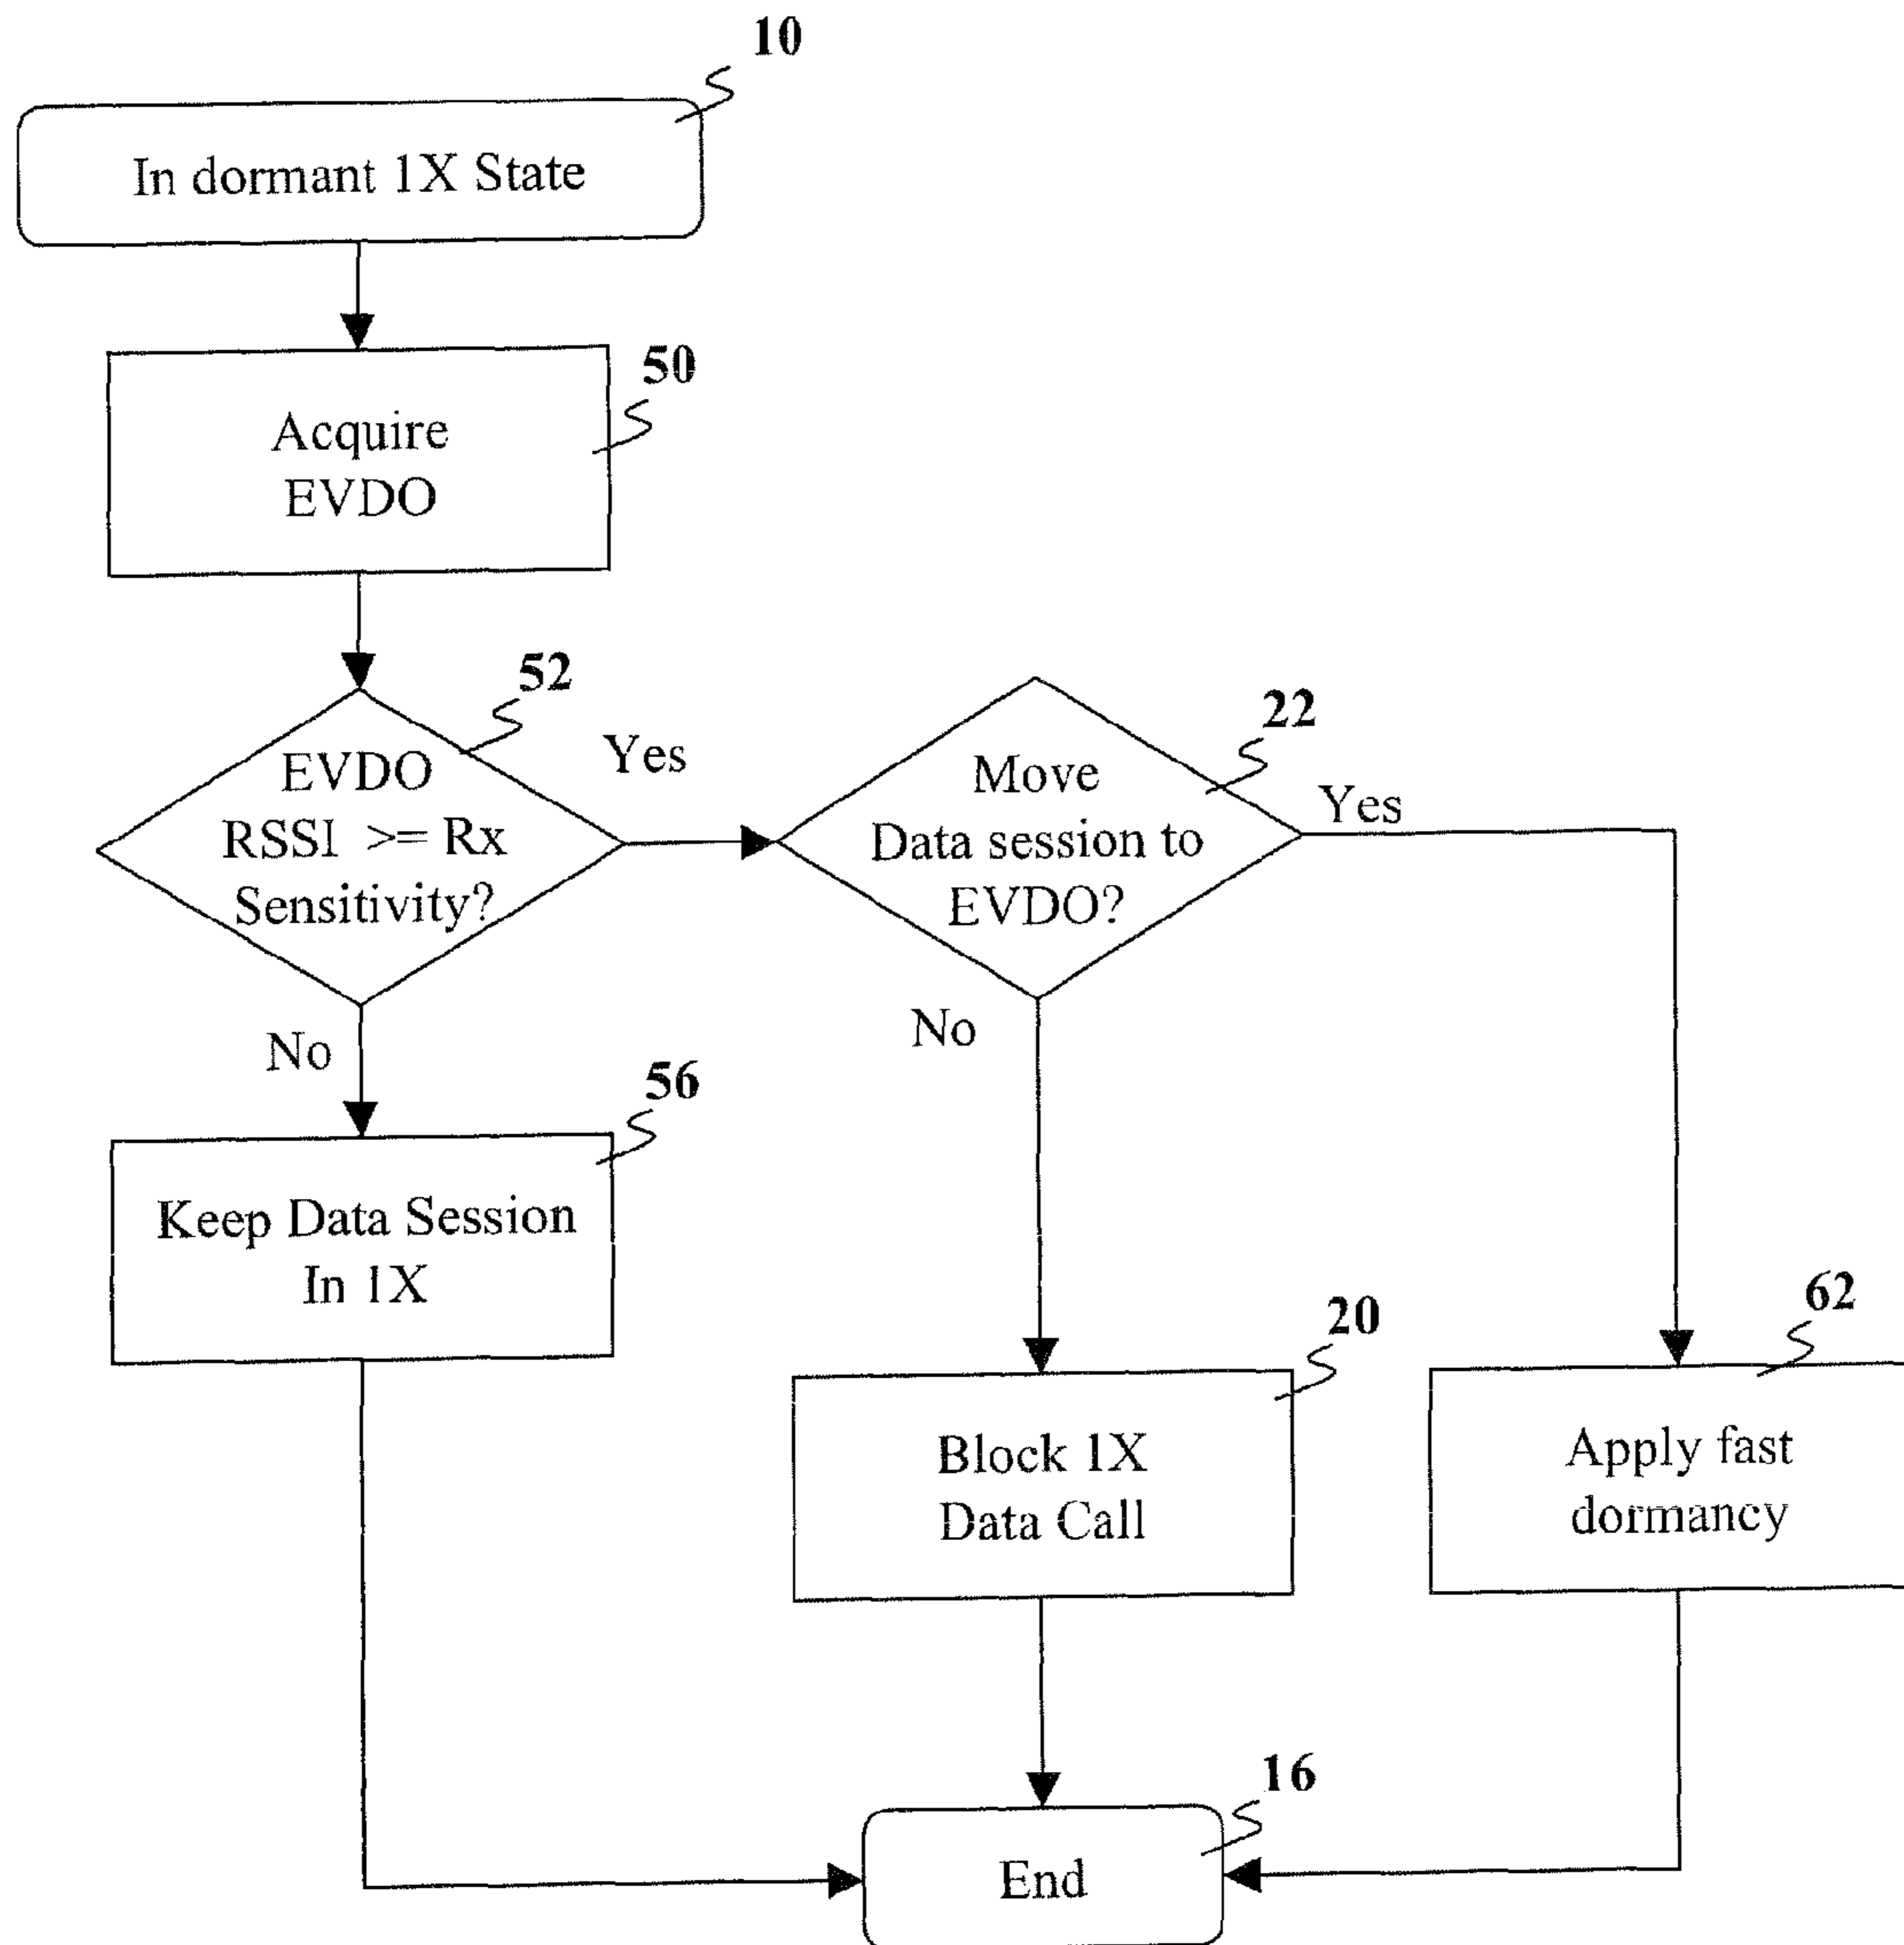 10
In dormant 1X State
50
Acquire
EVDO
52
EVDO
RSSI >= Rx
Sensitivity?
Yes
22
Move
Data session to
EVDO?
Yes
No
No
56
Keep Data Session
In 1X
20
Block 1X
Data Call
62
Apply fast
dormancy
16
End